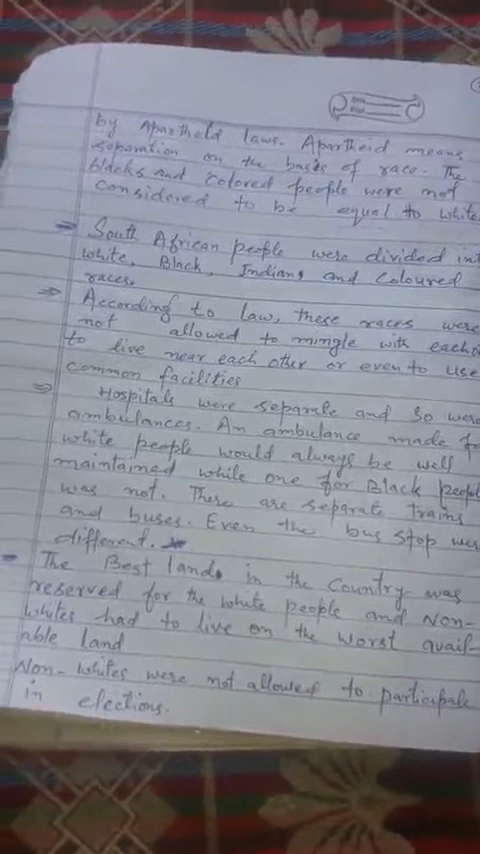 by Apartheld laws. Apartheid means
separation on the basis of race. The
blacks and colored people were not
considered to be equal to white
South African people were divided int
white, Black, Indians and Coloured
races.
According to law, these races were
not allowed to mingle with each
to live near each other or even to use
common facilities
Hospitals were separate and so were
ambulances. An ambulance made fo
white people would always be well
maintained while one for Black peopl
was not. There are separate trains
and buses. Even the bus stop wer
different.
The Best lands in the Country was
reserved for the white people and Non-
whites had to live on the worst avail-
able land
Non-whites were not allowed to participate
in elections.